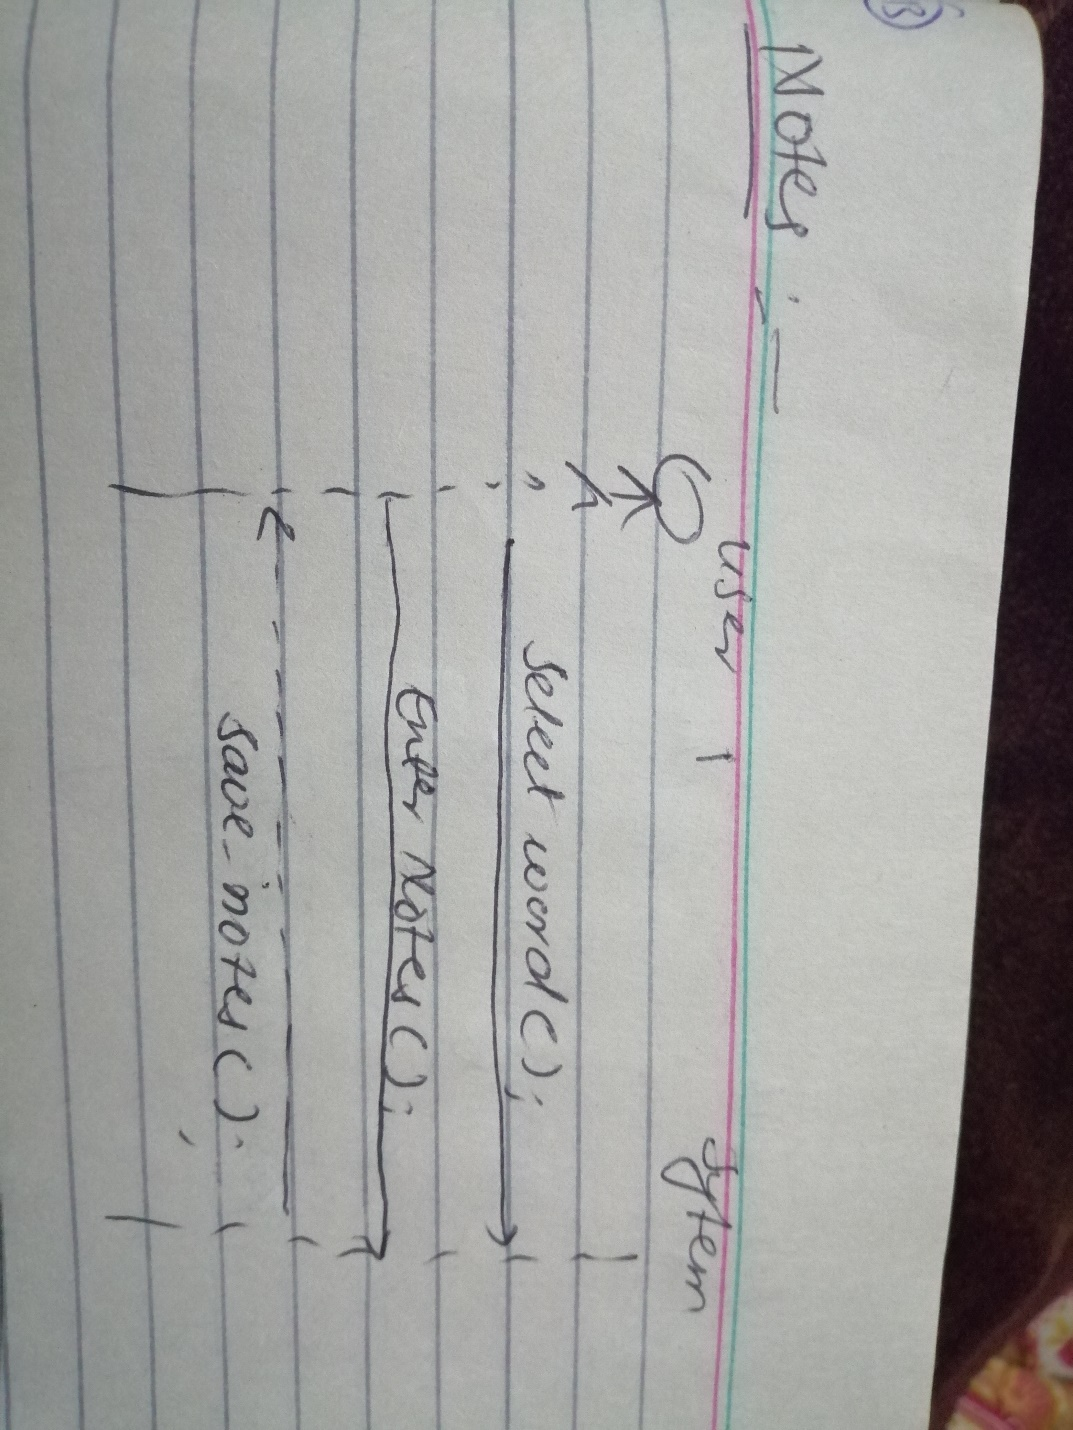 Notes :-
User
System
Select word();
Enter Notes();
Save-notes();